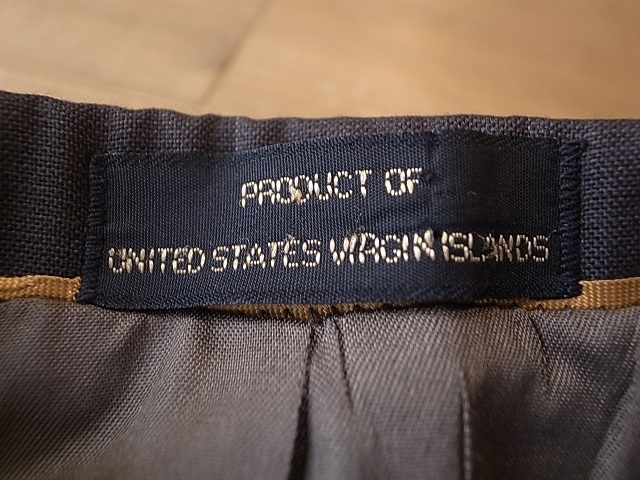 PRODUCT OF
UNITED STATES VIRGIN ISLANDS